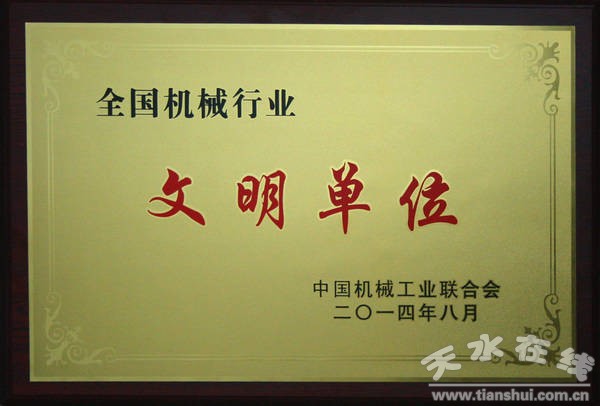 全国机械行业
文明单位
中国机械工业联合会
二〇一四年八月
天水在线
www.tianshui.com.cn